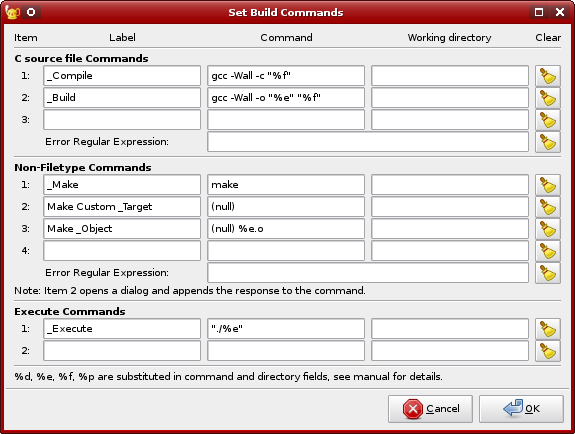 Set Build Commands
Item Label Command Working directory Clear
C source file Commands
1: _Compile gcc -Wall -c "%f"
2: _Build gcc -Wall -o "%e" "%f"
3:
Error Regular Expression:
Non-Filetype Commands
1: _Make make
2: Make Custom _Target (null)
3: Make _Object (null) %e.o
4:
Error Regular Expression:
Note: Item 2 opens a dialog and appends the response to the command.
Execute Commands
1: _Execute "./%e"
2:
%d, %e, %f, %p are substituted in command and directory fields, see manual for details.
Cancel OK